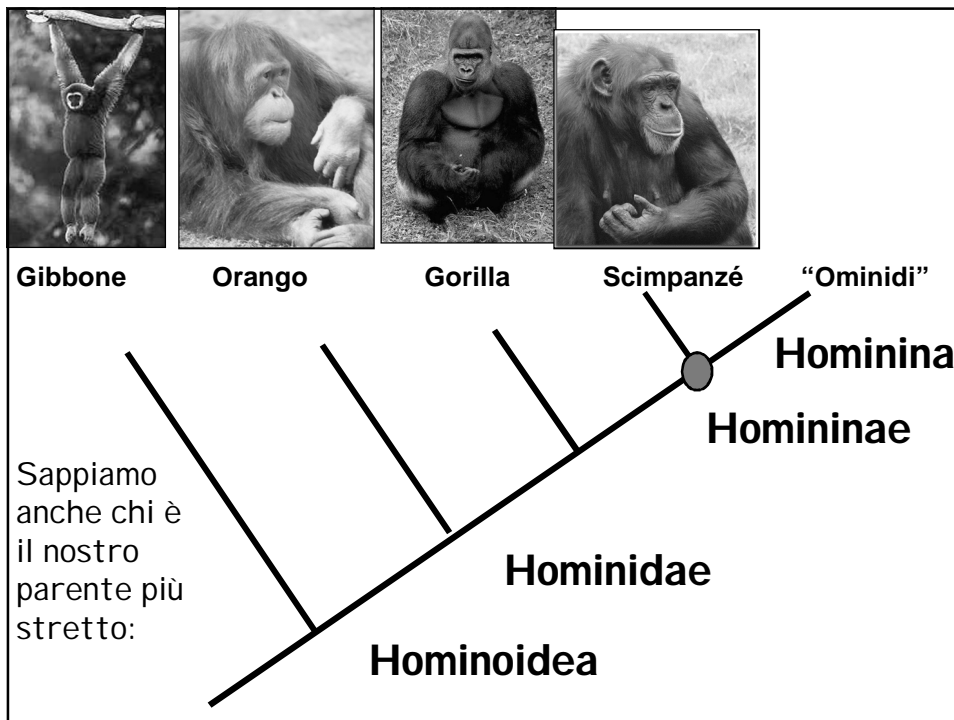 Gibbone Orango Gorilla Scimpanzé “Ominidi”
Hominina
Homininae
Sappiamo
anche chi è
il nostro
parente più
stretto:
Hominidae
Hominoidea